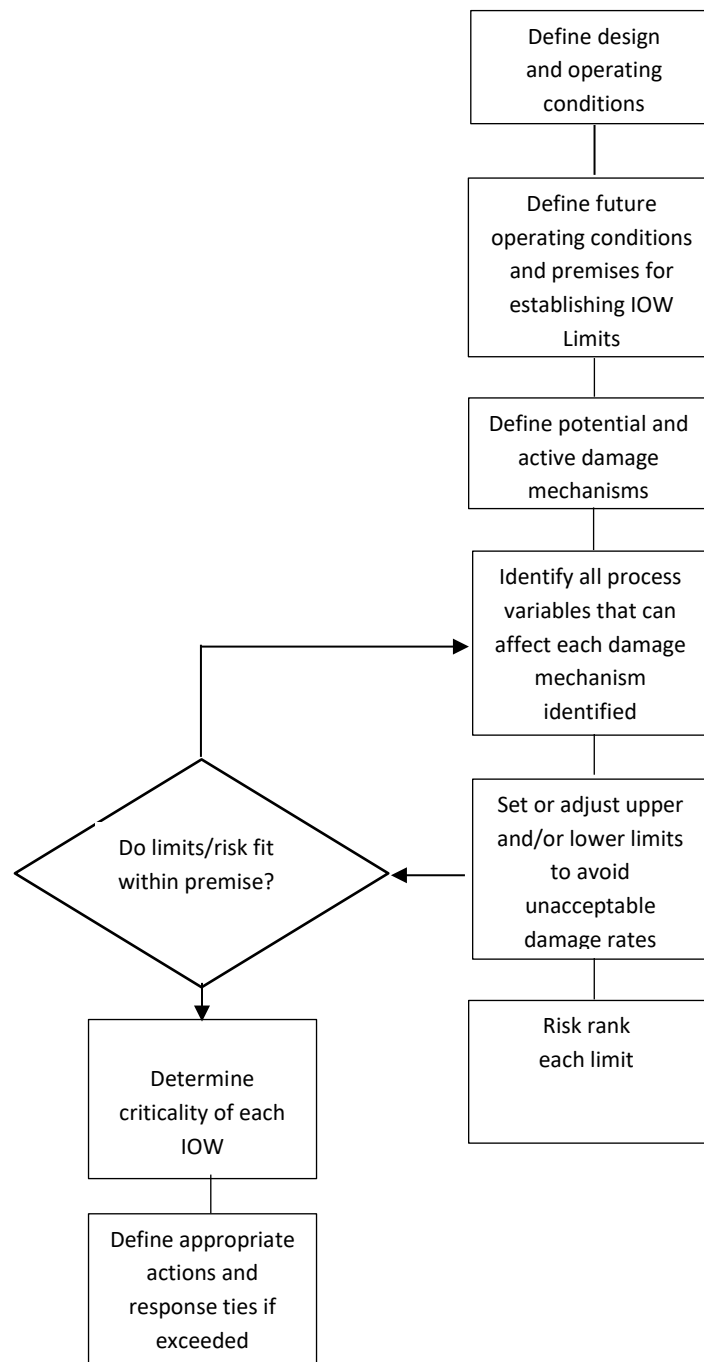 Define design
and operating
conditions
Define future
operating conditions
and premises for
establishing IOW
Limits
Define potential and
active damage
mechanisms
Identify all process
variables that can
affect each damage
mechanism
identified
Set or adjust upper
and/or lower limits
to avoid
unacceptable
damage rates
Do limits/risk fit
within premise?
Risk rank
each limit
Determine
criticality of each
IOW
Define appropriate
actions and
response ties if
exceeded